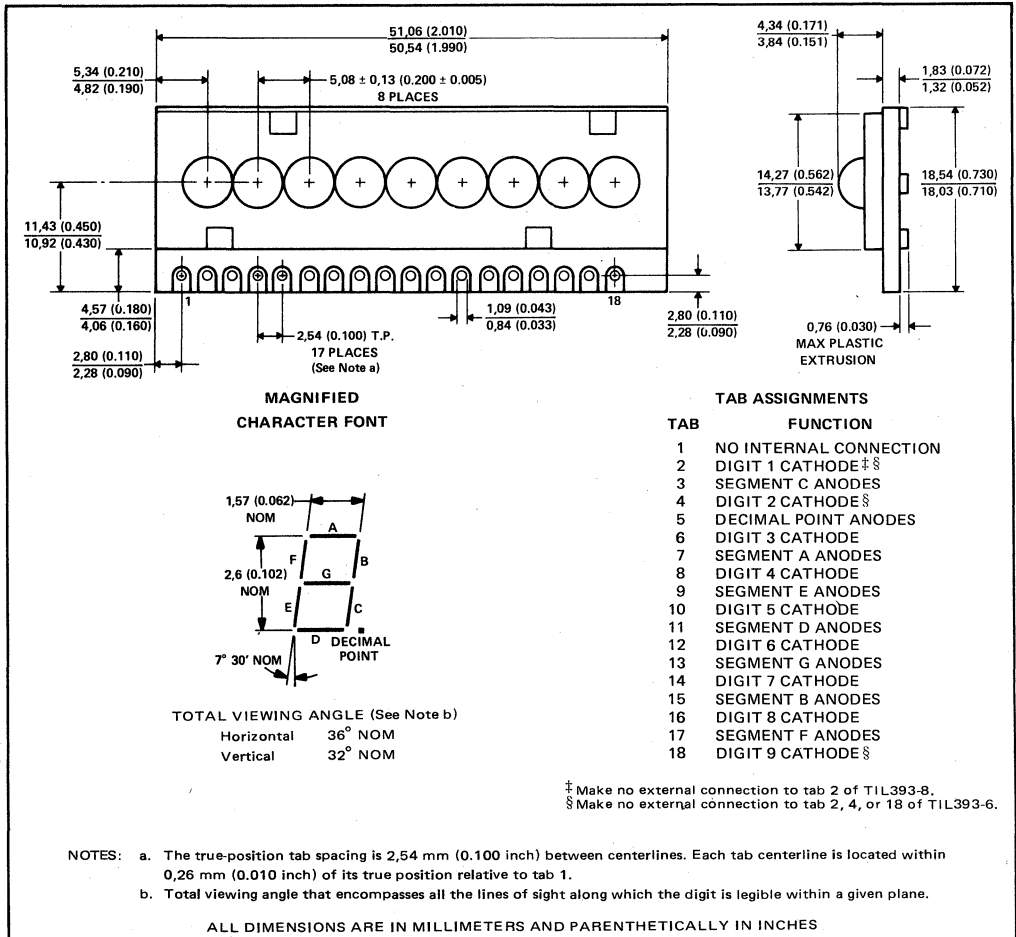 51,06 (2.010)
50,54 (1.990)
5,34 (0.210)
4,82 (0.190)
5,08 ± 0,13 (0.200 ± 0.005)
8 PLACES
4,34 (0.171)
3,84 (0.151)
1,83 (0.072)
1,32 (0.052)
14,27 (0.562)
13,77 (0.542)
18,54 (0.730)
18,03 (0.710)
11,43 (0.450)
10,92 (0.430)
1
18
4,57 (0.180)
4,06 (0.160)
2,54 (0.100) T.P.
17 PLACES
(See Note a)
1,09 (0.043)
0,84 (0.033)
2,80 (0.110)
2,28 (0.090)
0,76 (0.030)
MAX PLASTIC
EXTRUSION
2,80 (0.110)
2,28 (0.090)
MAGNIFIED
CHARACTER FONT
1,57 (0.062)
NOM
A
F
B
2,6 (0.102)
NOM
G
E
C
D
DECIMAL
POINT
7° 30′ NOM
TOTAL VIEWING ANGLE (See Note b)
Horizontal 36° NOM
Vertical 32° NOM
TAB ASSIGNMENTS
TAB FUNCTION
1 NO INTERNAL CONNECTION
2 DIGIT 1 CATHODE‡§
3 SEGMENT C ANODES
4 DIGIT 2 CATHODE§
5 DECIMAL POINT ANODES
6 DIGIT 3 CATHODE
7 SEGMENT A ANODES
8 DIGIT 4 CATHODE
9 SEGMENT E ANODES
10 DIGIT 5 CATHODE
11 SEGMENT D ANODES
12 DIGIT 6 CATHODE
13 SEGMENT G ANODES
14 DIGIT 7 CATHODE
15 SEGMENT B ANODES
16 DIGIT 8 CATHODE
17 SEGMENT F ANODES
18 DIGIT 9 CATHODE§
‡ Make no external connection to tab 2 of TIL393-8.
§ Make no external connection to tab 2, 4, or 18 of TIL393-6.
NOTES: a. The true-position tab spacing is 2,54 mm (0.100 inch) between centerlines. Each tab centerline is located within
0,26 mm (0.010 inch) of its true position relative to tab 1.
b. Total viewing angle that encompasses all the lines of sight along which the digit is legible within a given plane.
ALL DIMENSIONS ARE IN MILLIMETERS AND PARENTHETICALLY IN INCHES